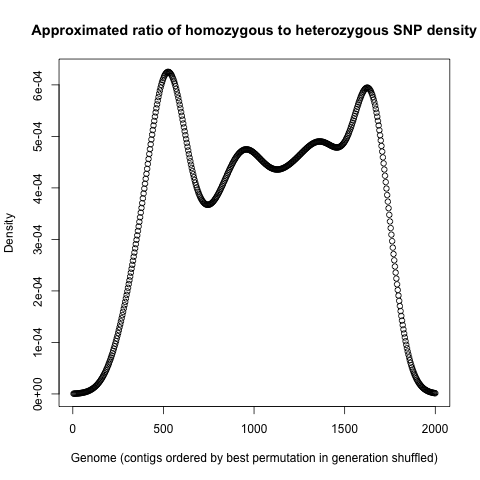 Approximated ratio of homozygous to heterozygous SNP density
6e-04
5e-04
4e-04
3e-04
2e-04
1e-04
0e+00
Density
0 500 1000 1500 2000
Genome (contigs ordered by best permutation in generation shuffled)